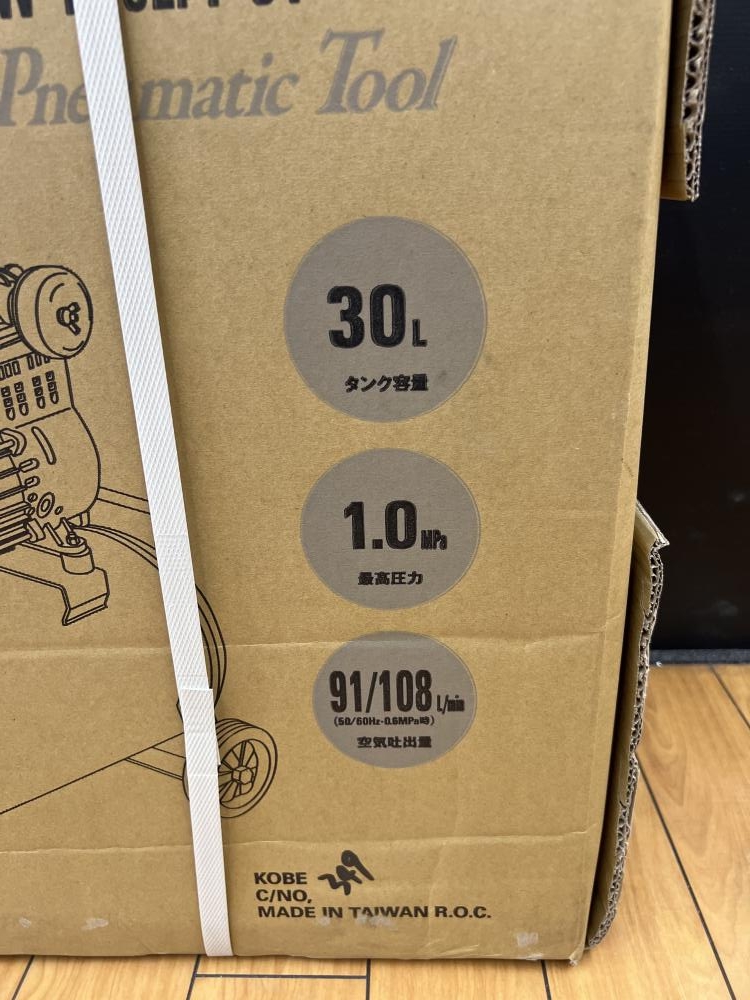 Pneumatic Tool
30L
タンク容量
1.0MPa
最高圧力
91/108L/min
(50/60Hz-0.6MPa時)
空気吐出量
KOBE
C/NO,
MADE IN TAIWAN R.O.C.